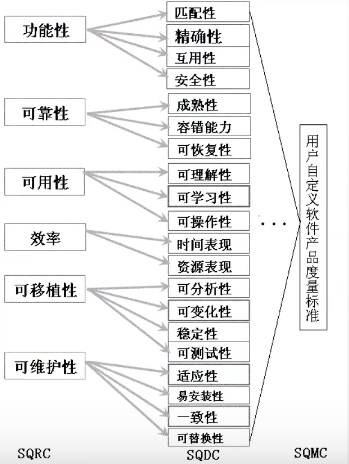 功能性
可靠性
可用性
效率
可移植性
可维护性
SQRC
匹配性
精确性
互用性
安全性
成熟性
容错能力
可恢复性
可理解性
可学习性
可操作性
时间表现
资源表现
可分析性
可变化性
稳定性
可测试性
适应性
易安装性
一致性
可替换性
SQDC
...
用户自定义软件产品度量标准
SQMC